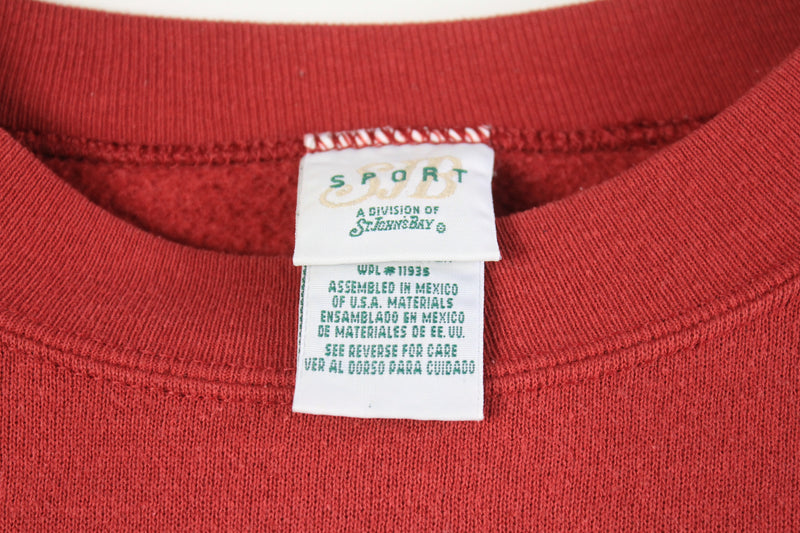 SJB
SPORT
A DIVISION OF
ST. JOHN'S BAY ®
WPL # 11935
ASSEMBLED IN MEXICO
OF U.S.A. MATERIALS
ENSAMBLADO EN MEXICO
DE MATERIALES DE EE. UU.
SEE REVERSE FOR CARE
VER AL DORSO PARA CUIDADO